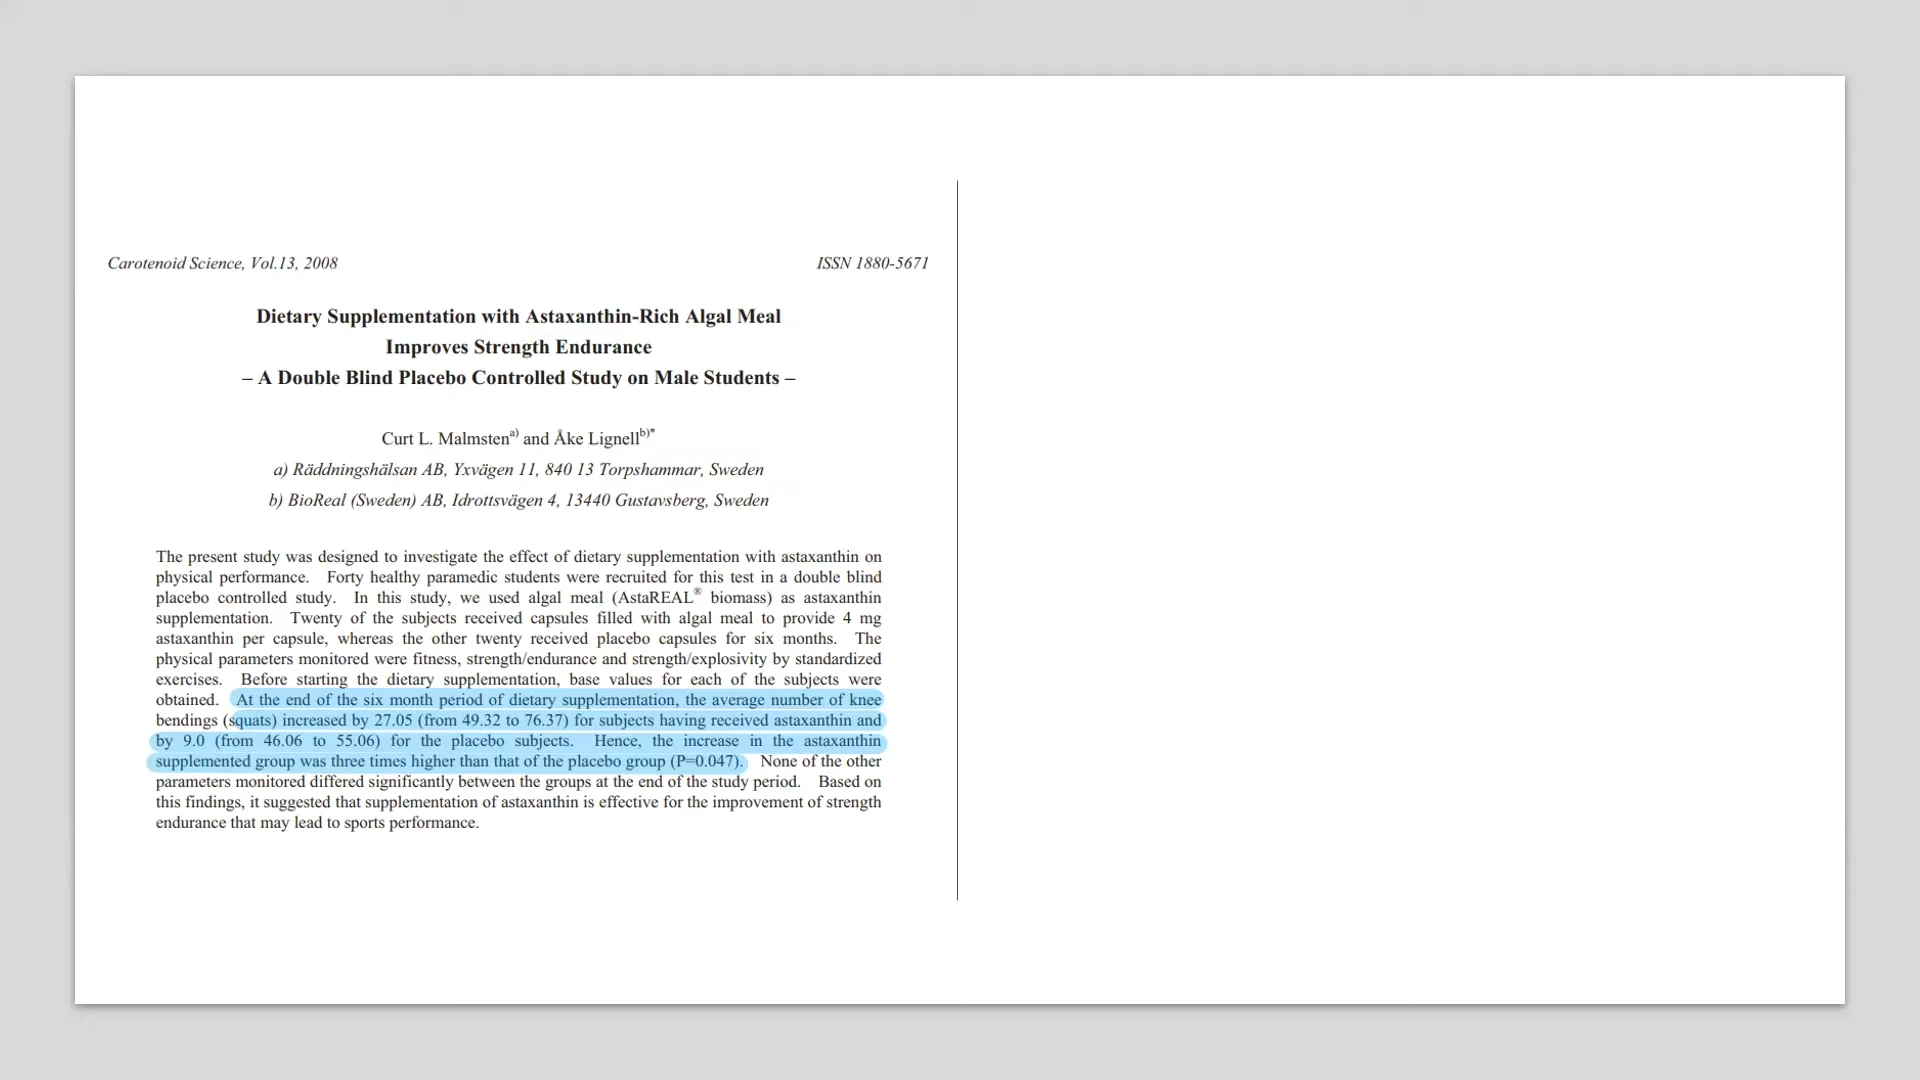 Carotenoid Science, Vol.13, 2008 ISSN 1880-5671
Dietary Supplementation with Astaxanthin-Rich Algal Meal
Improves Strength Endurance
– A Double Blind Placebo Controlled Study on Male Students –
Curt L. Malmsten a) and Åke Lignell b)*
a) Räddningshälsan AB, Yxvägen 11, 840 13 Torpshammar, Sweden
b) BioReal (Sweden) AB, Idrottsvägen 4, 13440 Gustavsberg, Sweden
The present study was designed to investigate the effect of dietary supplementation with astaxanthin on
physical performance. Forty healthy paramedic students were recruited for this test in a double blind
placebo controlled study. In this study, we used algal meal (AstaREAL® biomass) as astaxanthin
supplementation. Twenty of the subjects received capsules filled with algal meal to provide 4 mg
astaxanthin per capsule, whereas the other twenty received placebo capsules for six months. The
physical parameters monitored were fitness, strength/endurance and strength/explosivity by standardized
exercises. Before starting the dietary supplementation, base values for each of the subjects were
obtained. At the end of the six month period of dietary supplementation, the average number of knee
bendings (squats) increased by 27.05 (from 49.32 to 76.37) for subjects having received astaxanthin and
by 9.0 (from 46.06 to 55.06) for the placebo subjects. Hence, the increase in the astaxanthin
supplemented group was three times higher than that of the placebo group (P=0.047). None of the other
parameters monitored differed significantly between the groups at the end of the study period. Based on
this findings, it suggested that supplementation of astaxanthin is effective for the improvement of strength
endurance that may lead to sports performance.